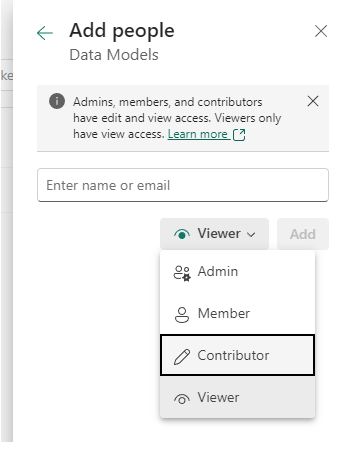 Add people
Data Models
ke
Admins, members, and contributors
have edit and view access. Viewers only
have view access. Learn more
Enter name or email
Viewer
Add
Admin
Member
Contributor
Viewer